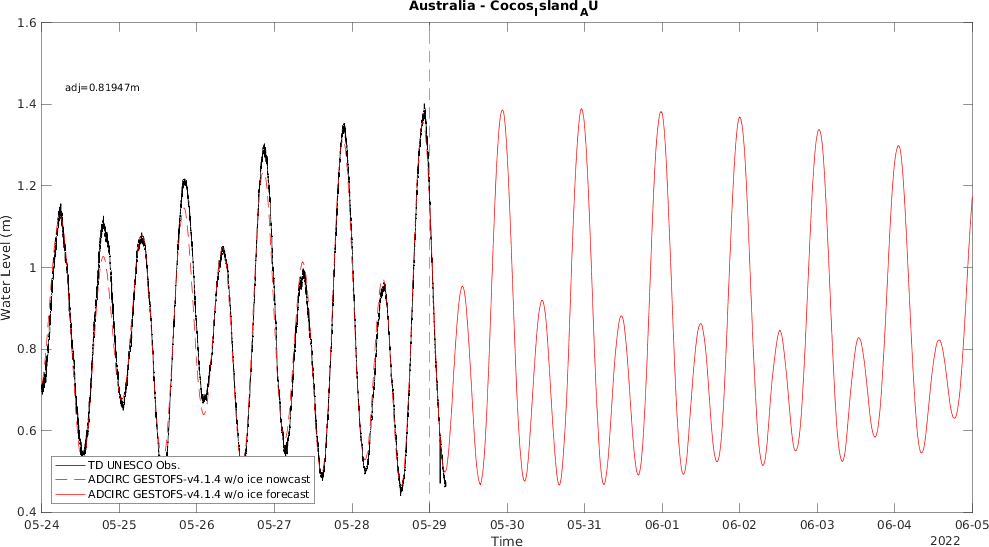 Australia - CocosIslandAU
adj=0.81947m
Water Level (m)
1.6
1.4
1.2
1
0.8
0.6
0.4
TD UNESCO Obs.
ADCIRC GESTOFS-v4.1.4 w/o ice nowcast
ADCIRC GESTOFS-v4.1.4 w/o ice forecast
05-24 05-25 05-26 05-27 05-28 05-29 05-30 05-31 06-01 06-02 06-03 06-04 06-05
Time
2022